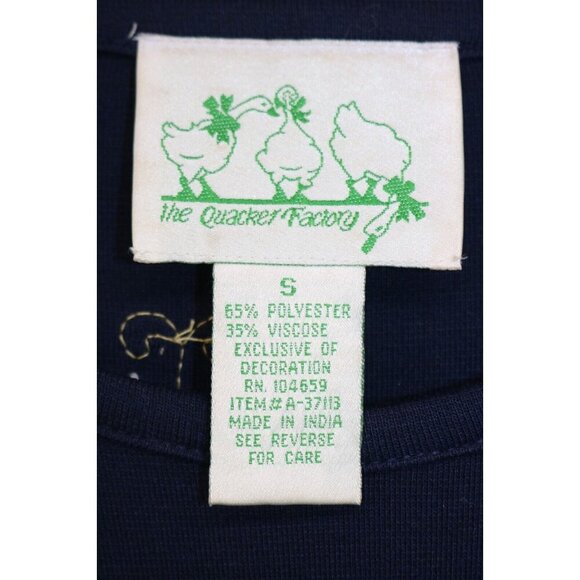 the Quacker Factory
S
65% POLYESTER
35% VISCOSE
EXCLUSIVE OF
DECORATION
RN. 104659
ITEM# A-37113
MADE IN INDIA
SEE REVERSE
FOR CARE